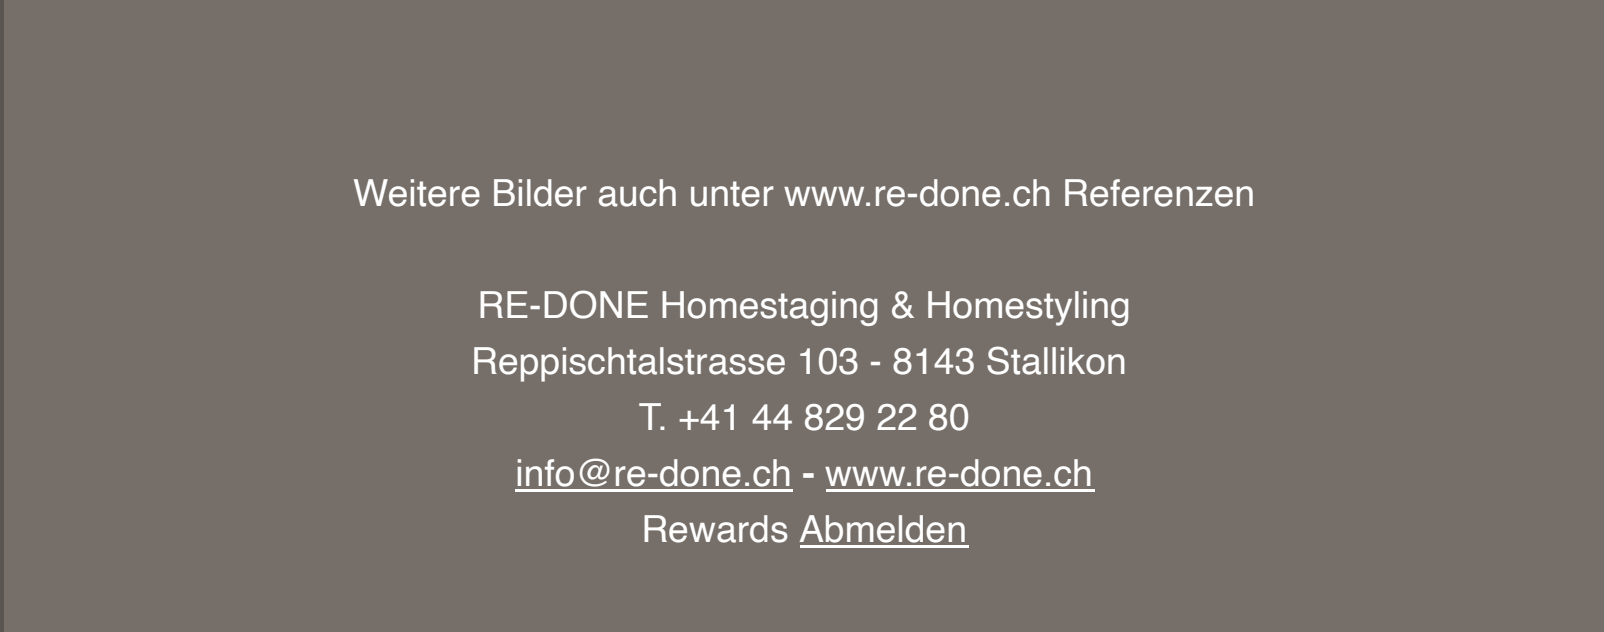 Weitere Bilder auch unter www.re-done.ch Referenzen
RE-DONE Homestaging & Homestyling
Reppischtalstrasse 103 - 8143 Stallikon
T. +41 44 829 22 80
info@re-done.ch - www.re-done.ch
Rewards Abmelden